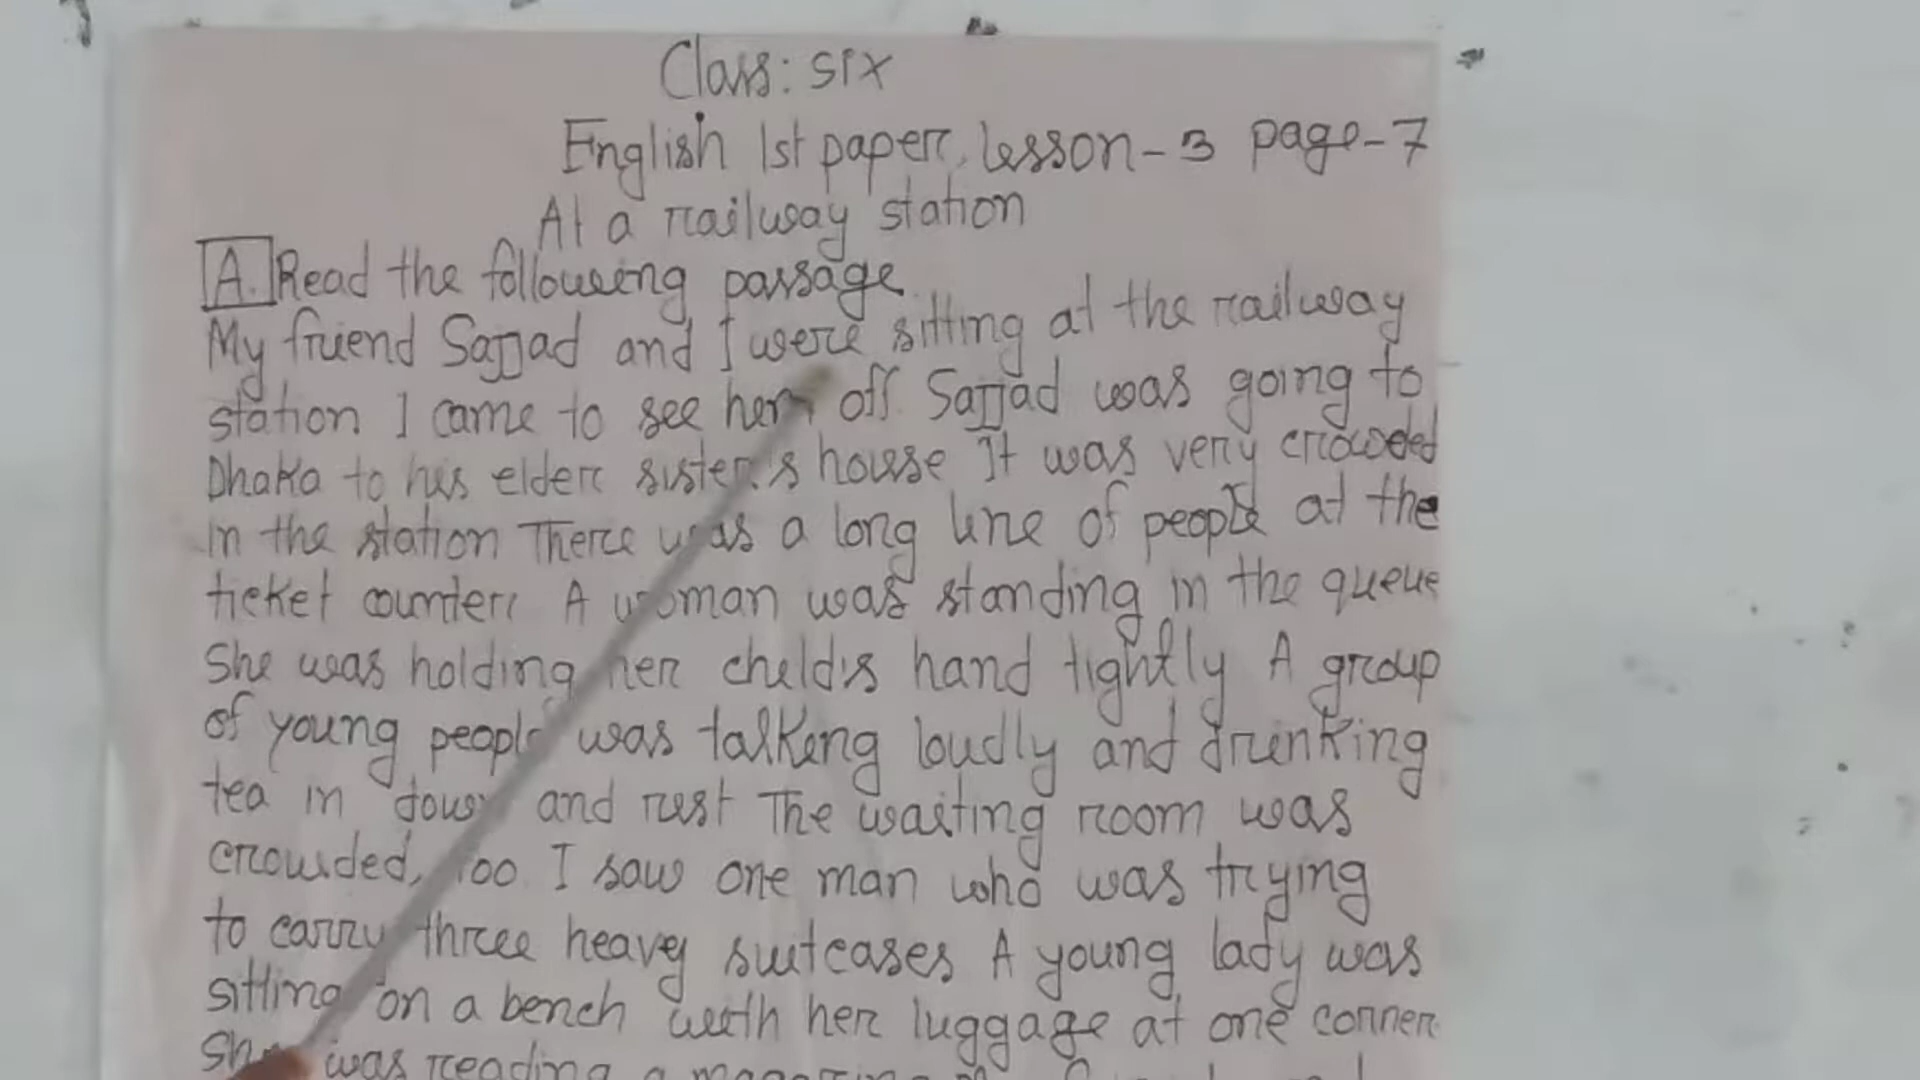 Class: six
English 1st paper, lesson-3 page-7
At a railway station
A. Read the following passage
My friend Sajjad and I were sitting at the railway
station I came to see him off. Sajjad was going to
Dhaka to his elder sister's house It was very crowded
in the station There was a long line of people at the
ticket counter A woman was standing in the queue
She was holding her child's hand tightly A group
of young people was talking loudly and drinking
tea in and rest The waiting room was
crowded, too. I saw one man who was trying
to carry three heavy suitcases A young lady was
sitting on a bench with her luggage at one corner
She was reading a